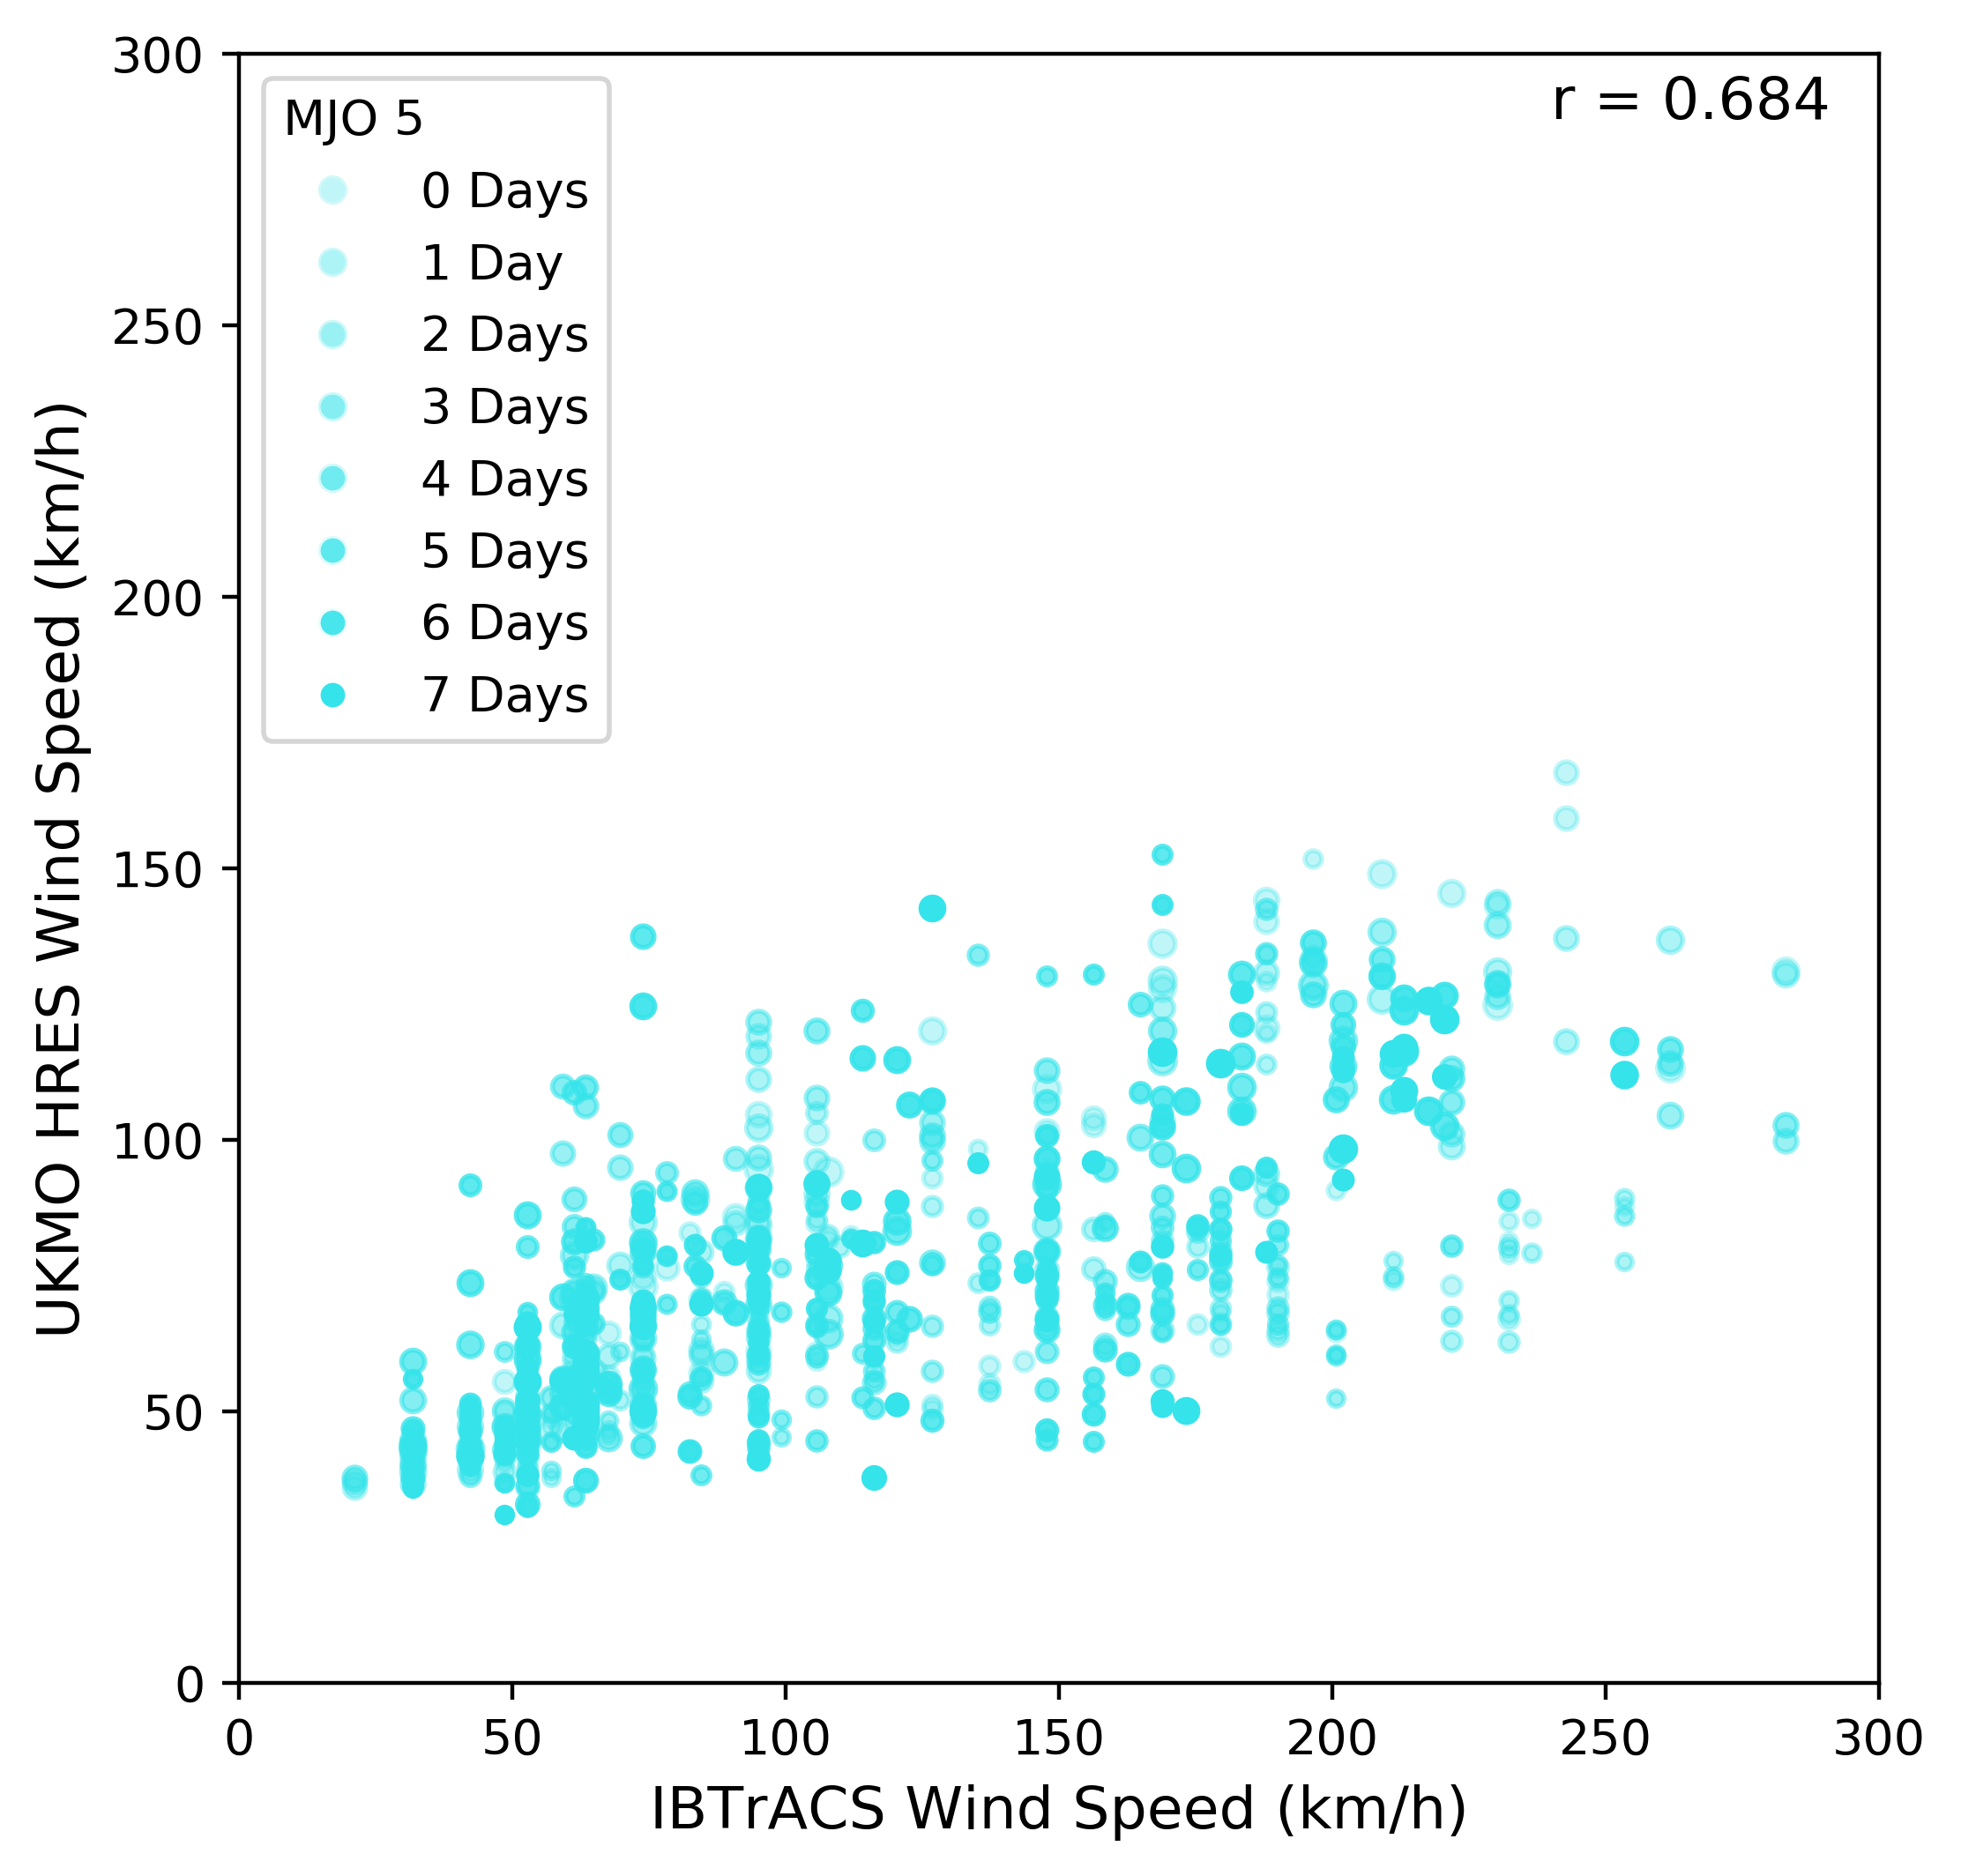 r = 0.684
MJO 5
0 Days
1 Day
2 Days
3 Days
4 Days
5 Days
6 Days
7 Days
UKMO HRES Wind Speed (km/h)
300
250
200
150
100
50
0
0 50 100 150 200 250 300
IBTrACS Wind Speed (km/h)